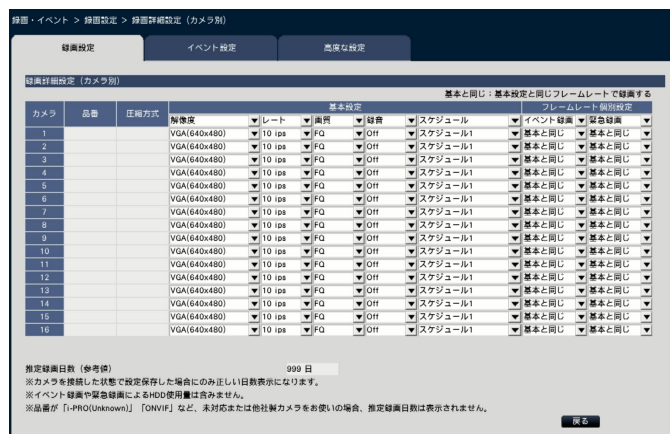 録画・イベント > 録画設定 > 録画詳細設定（カメラ別）
録画設定 イベント設定 高度な設定
録画詳細設定（カメラ別）
基本と同じ：基本設定と同じフレームレートで録画する
カメラ 品番 圧縮方式 基本設定 フレームレート個別設定
解像度 レート 画質 録音 スケジュール イベント録画 緊急録画
1 VGA(640x480) 10 ips FQ Off スケジュール1 基本と同じ 基本と同じ
2 VGA(640x480) 10 ips FQ Off スケジュール1 基本と同じ 基本と同じ
3 VGA(640x480) 10 ips FQ Off スケジュール1 基本と同じ 基本と同じ
4 VGA(640x480) 10 ips FQ Off スケジュール1 基本と同じ 基本と同じ
5 VGA(640x480) 10 ips FQ Off スケジュール1 基本と同じ 基本と同じ
6 VGA(640x480) 10 ips FQ Off スケジュール1 基本と同じ 基本と同じ
7 VGA(640x480) 10 ips FQ Off スケジュール1 基本と同じ 基本と同じ
8 VGA(640x480) 10 ips FQ Off スケジュール1 基本と同じ 基本と同じ
9 VGA(640x480) 10 ips FQ Off スケジュール1 基本と同じ 基本と同じ
10 VGA(640x480) 10 ips FQ Off スケジュール1 基本と同じ 基本と同じ
11 VGA(640x480) 10 ips FQ Off スケジュール1 基本と同じ 基本と同じ
12 VGA(640x480) 10 ips FQ Off スケジュール1 基本と同じ 基本と同じ
13 VGA(640x480) 10 ips FQ Off スケジュール1 基本と同じ 基本と同じ
14 VGA(640x480) 10 ips FQ Off スケジュール1 基本と同じ 基本と同じ
15 VGA(640x480) 10 ips FQ Off スケジュール1 基本と同じ 基本と同じ
16 VGA(640x480) 10 ips FQ Off スケジュール1 基本と同じ 基本と同じ
推定録画日数（参考値） 999 日
※カメラを接続した状態で設定保存した場合にのみ正しい日数表示になります。
※イベント録画や緊急録画によるHDD使用量は含みません。
※品番が「i-PRO(Unknown)」「ONVIF」など、未対応または他社製カメラをお使いの場合、推定録画日数は表示されません。
戻る